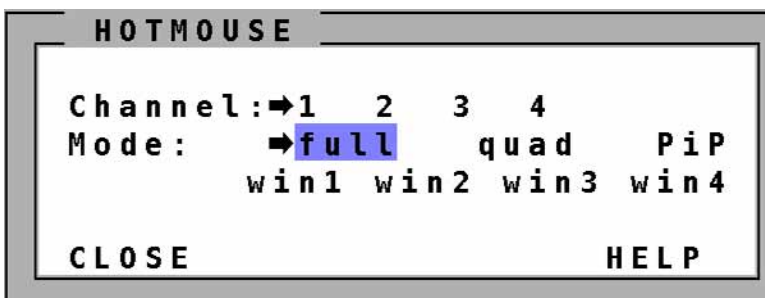 HOTMOUSE
Channel:➡1 2 3 4
Mode: ➡full quad PiP
win1 win2 win3 win4
CLOSE HELP